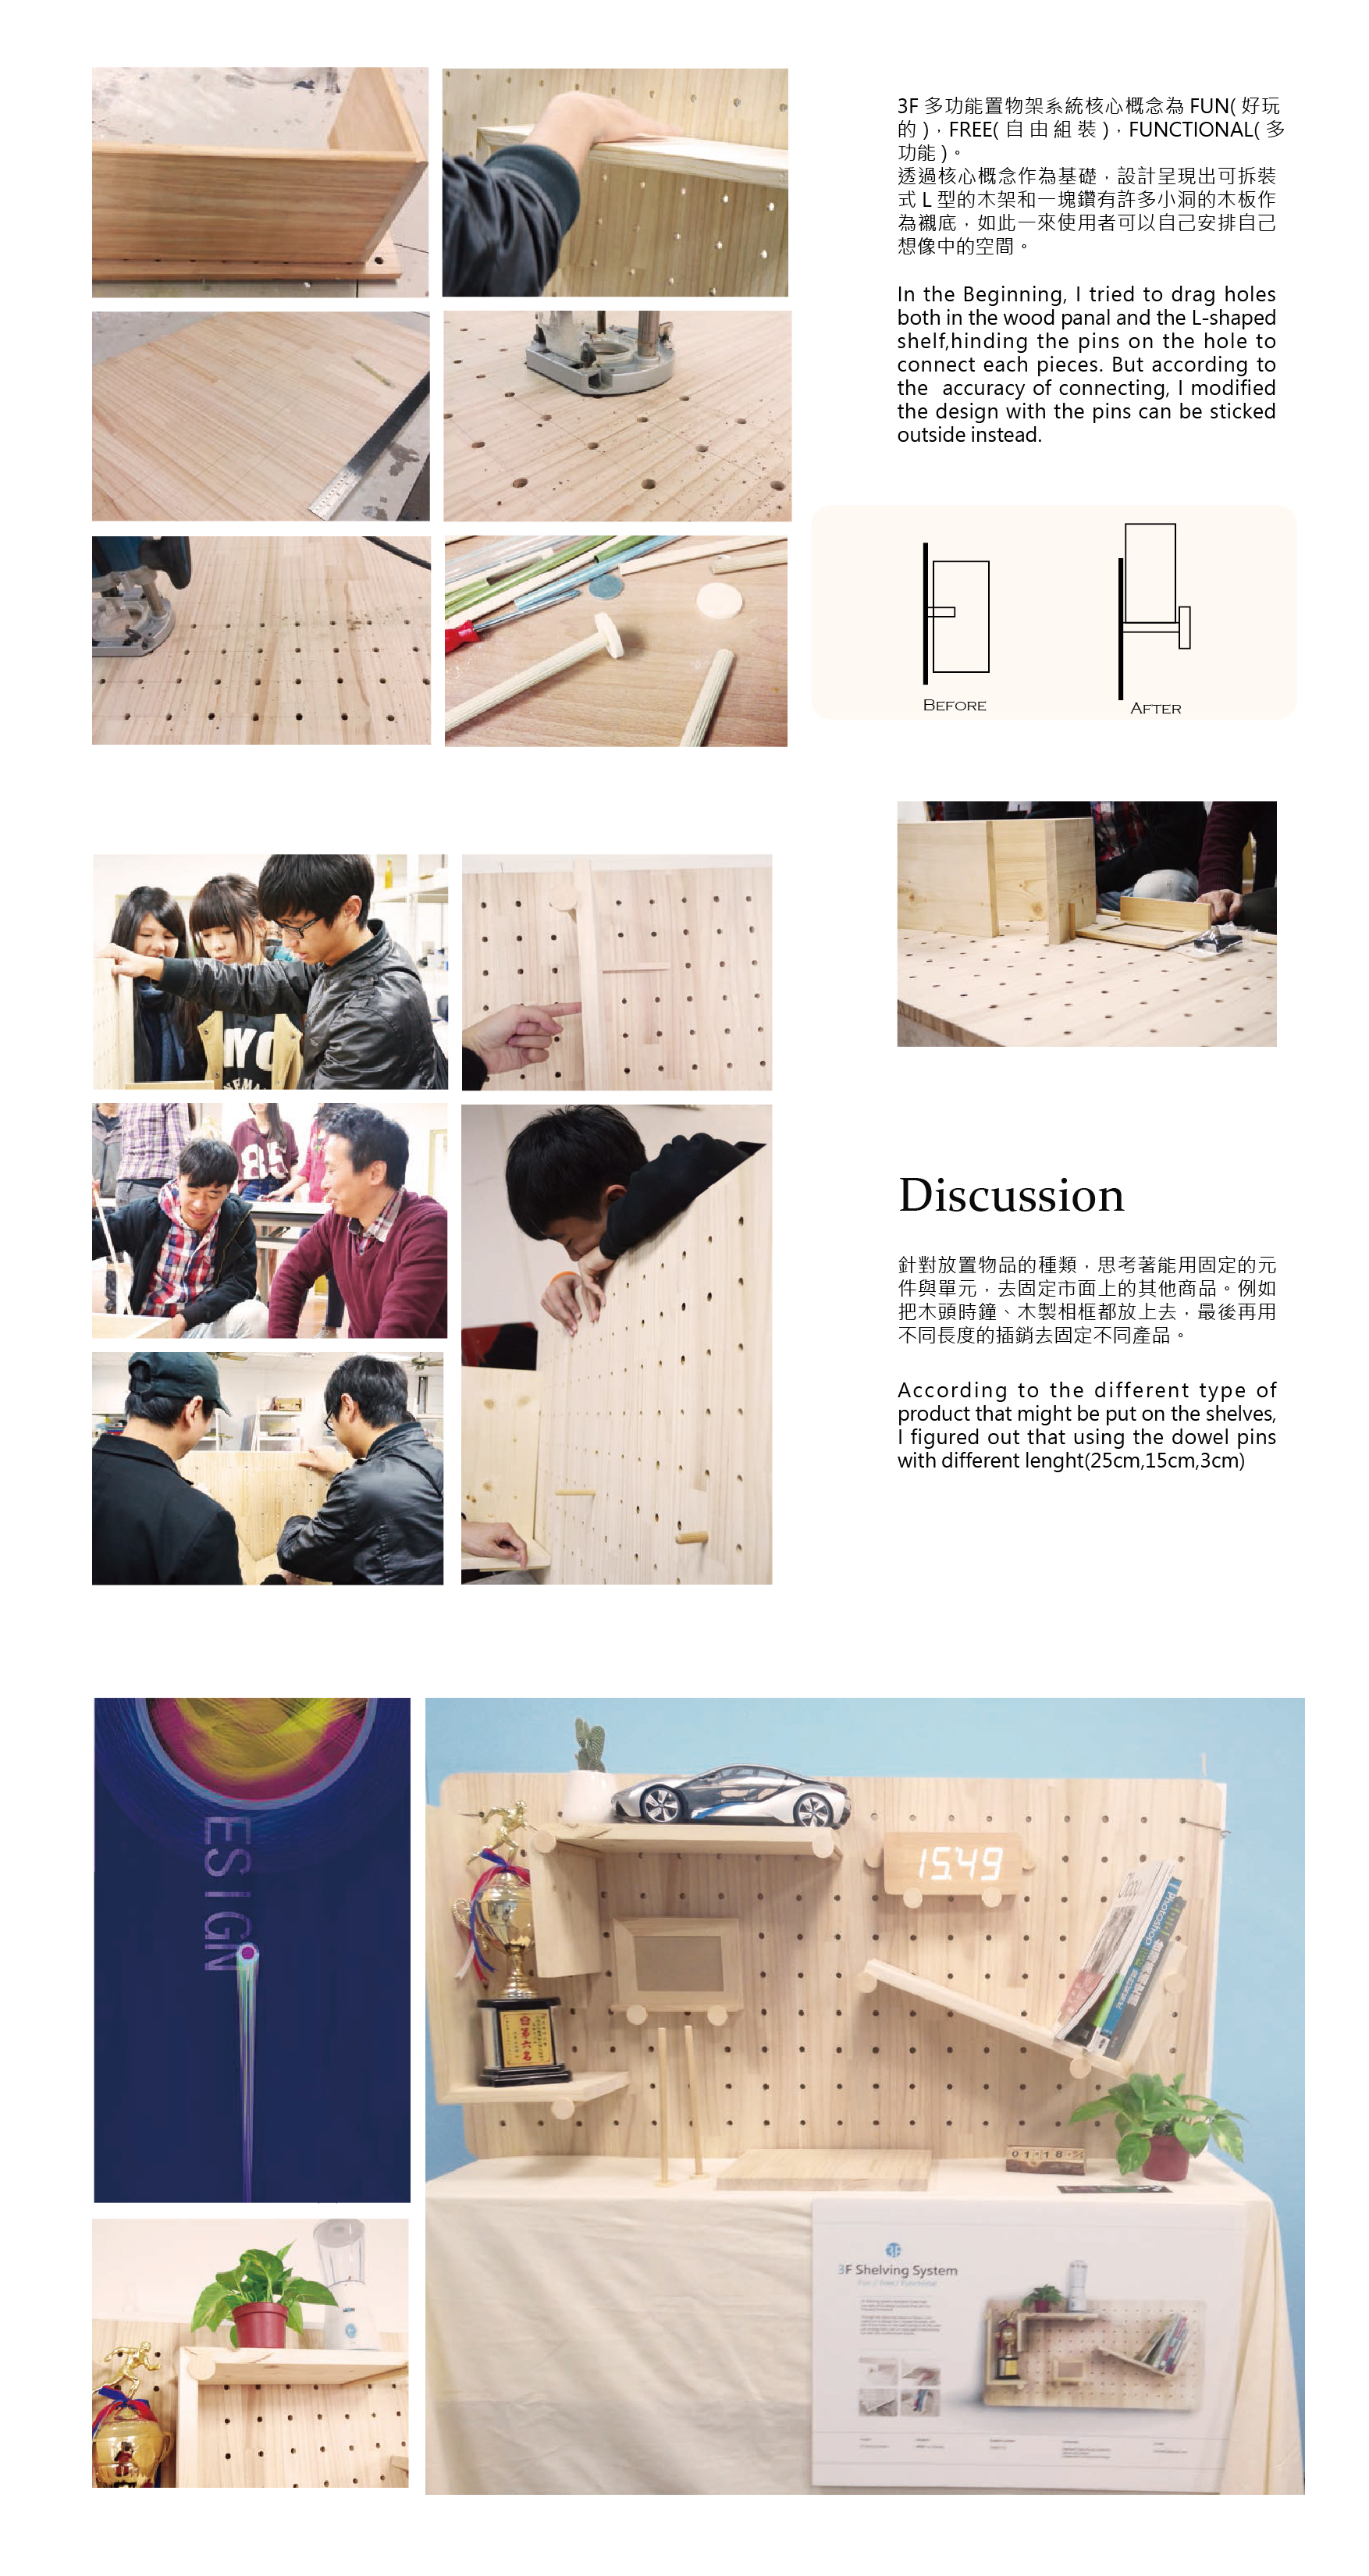 3F 多功能置物架系統核心概念為 FUN( 好玩
的 )，FREE( 自 由 組 裝 )，FUNCTIONAL( 多
功能 )。
透過核心概念作為基礎，設計呈現出可拆裝
式 L 型的木架和一塊鑽有許多小洞的木板作
為襯底，如此一來使用者可以自己安排自己
想像中的空間。
In the Beginning, I tried to drag holes
both in the wood panal and the L-shaped
shelf,hinding the pins on the hole to
connect each pieces. But according to
the accuracy of connecting, I modified
the design with the pins can be sticked
outside instead.
BEFORE
AFTER
85
Discussion
針對放置物品的種類，思考著能用固定的元
件與單元，去固定市面上的其他商品。例如
把木頭時鐘、木製相框都放上去，最後再用
不同長度的插銷去固定不同產品。
According to the different type of
product that might be put on the shelves,
I figured out that using the dowel pins
with different lenght(25cm,15cm,3cm)
ESIGN
15:49
Photoshop
第六名
01 18
3F
3F Shelving System
Fun / Free / Functional